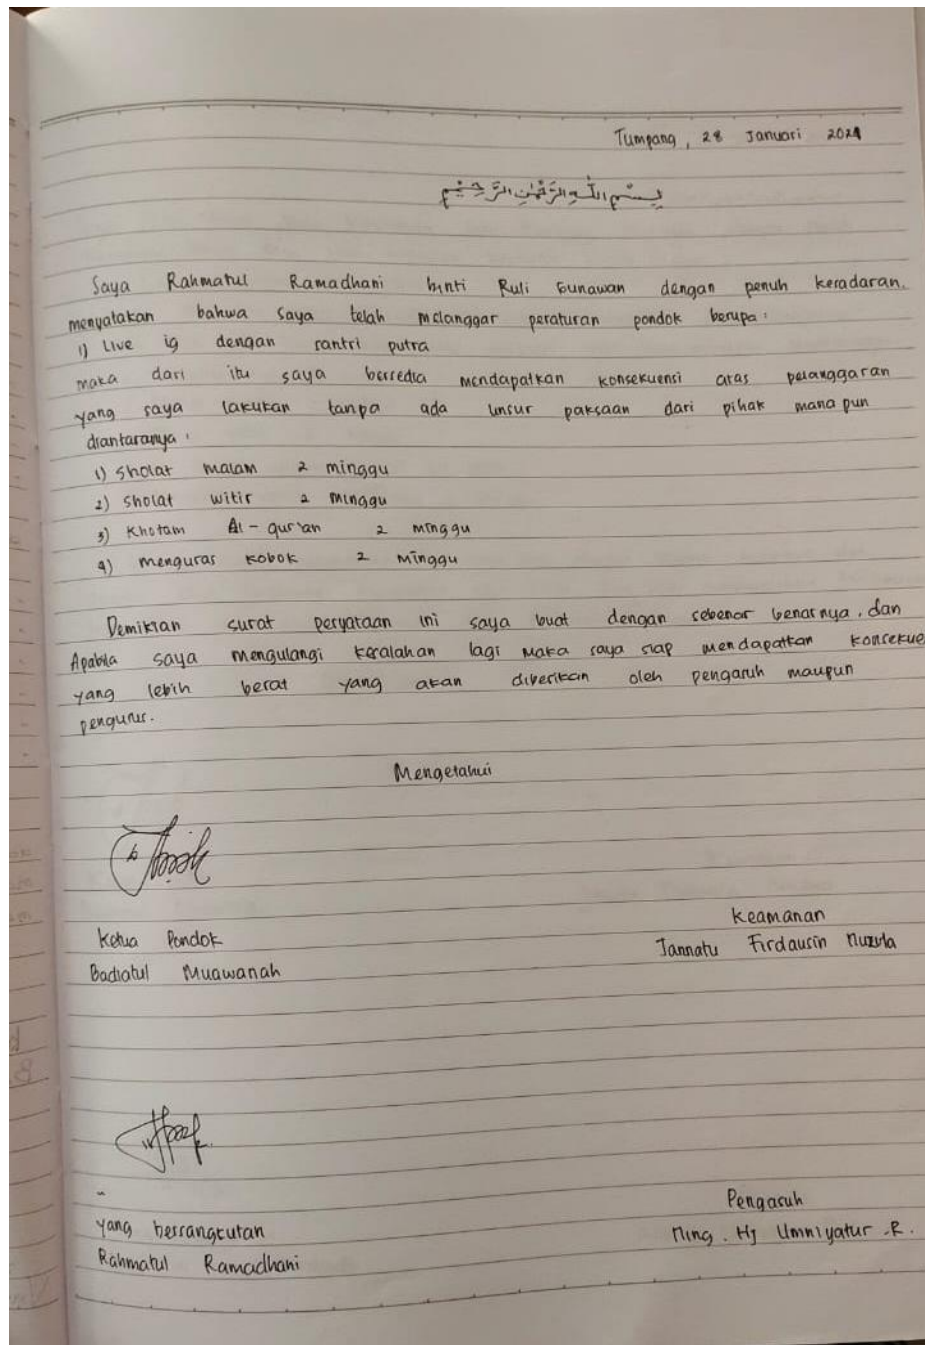 Tumpang, 28 Januari 2024
بِسْمِ اللّٰهِ الرَّحْمٰنِ الرَّحِيْمِ
Saya Rahmatul Ramadhani binti Ruli Gunawan dengan penuh kesadaran.
menyatakan bahwa saya telah melanggar peraturan pondok berupa :
1) Live ig dengan santri putra
maka dari itu saya bersedia mendapatkan konsekuensi atas pelanggaran
yang saya lakukan tanpa ada unsur paksaan dari pihak mana pun
diantaranya :
1) Sholat malam 2 minggu
2) Sholat witir 2 minggu
3) Khotam Al-qur'an 2 minggu
4) menguras kobok 2 minggu
Demikian surat peryataan ini saya buat dengan sebenar benarnya. dan
Apabila saya mengulangi kesalahan lagi maka saya siap mendapatkan konsekue
yang lebih berat yang akan diberikan oleh pengasuh maupun
pengurus.
Mengetahui
Ketua Pondok
Keamanan
Badiatul Muawanah
Jannatu Firdausin Nuzula
yang bersangkutan
Pengasuh
Rahmatul Ramadhani
Ning. Hj Umniyatur .R.